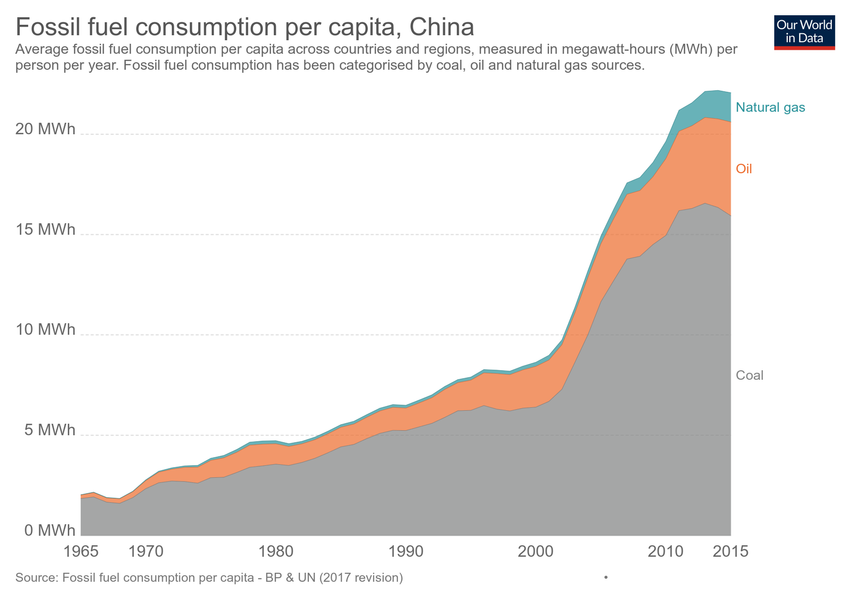 Fossil fuel consumption per capita, China
Our World
in Data
Average fossil fuel consumption per capita across countries and regions, measured in megawatt-hours (MWh) per
person per year. Fossil fuel consumption has been categorised by coal, oil and natural gas sources.
Natural gas
20 MWh
Oil
15 MWh
10 MWh
Coal
5 MWh
0 MWh
1965 1970 1980 1990 2000 2010 2015
Source: Fossil fuel consumption per capita - BP & UN (2017 revision)